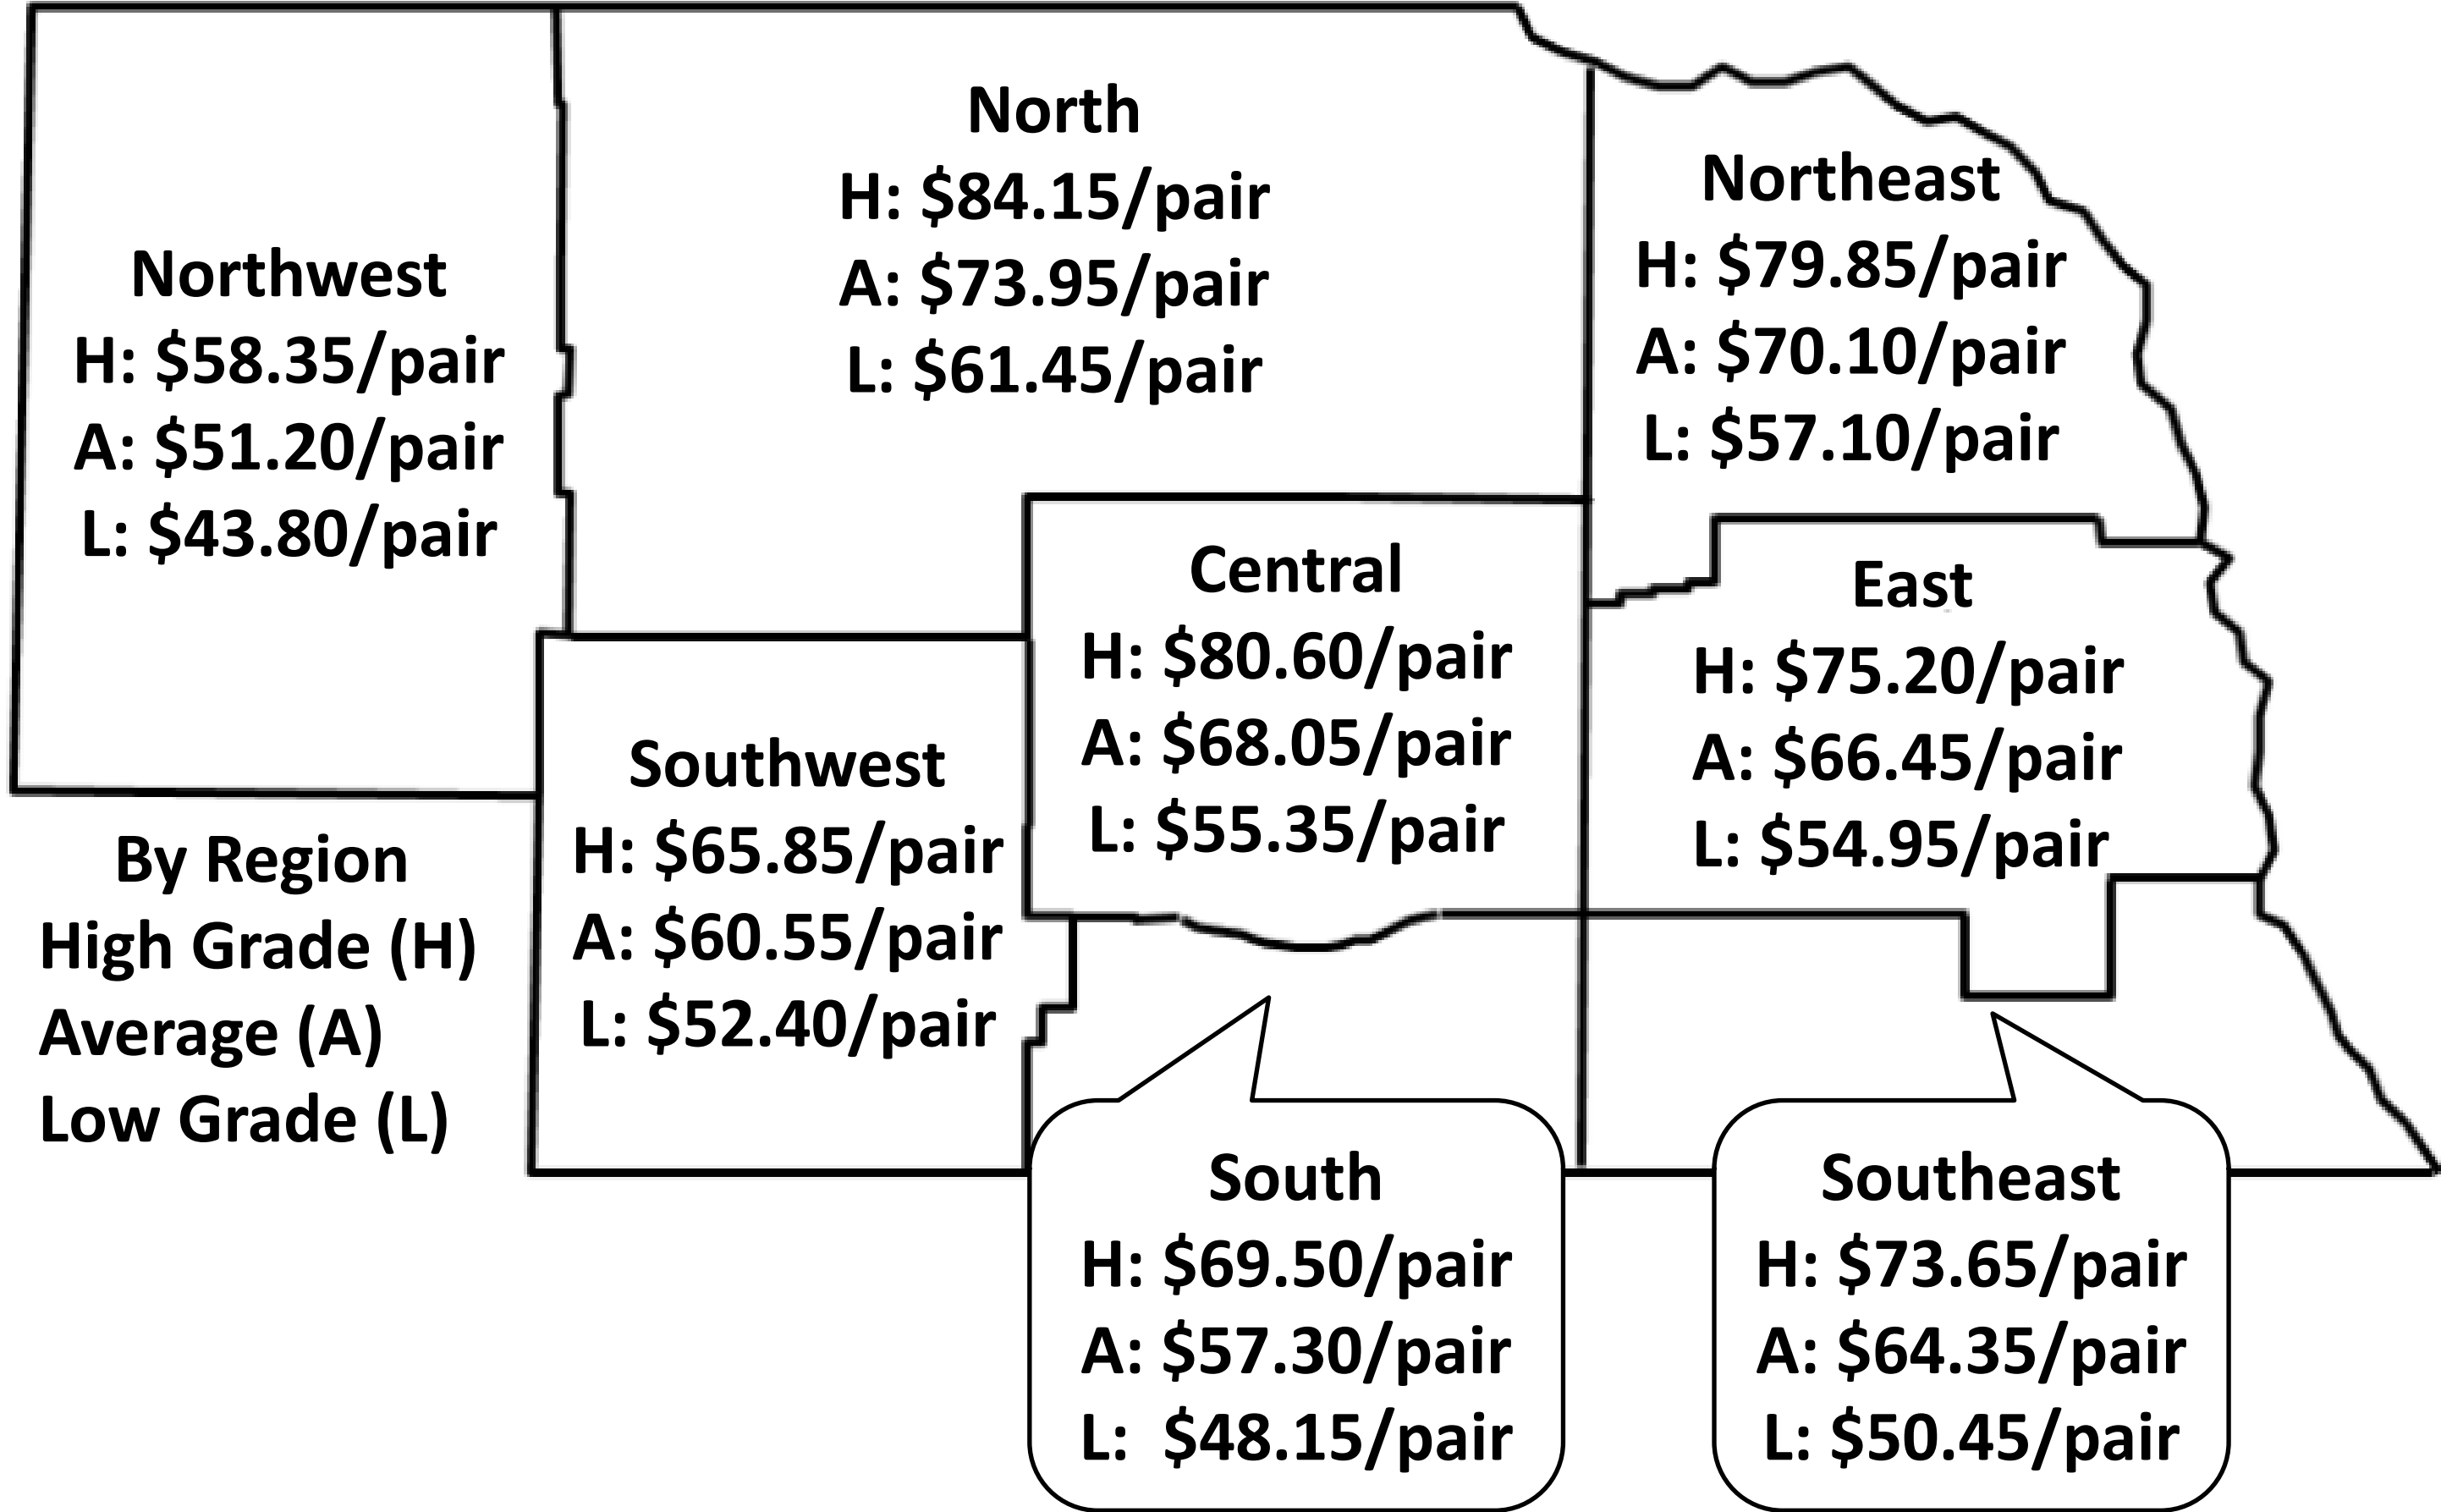 North
H: $84.15/pair
A: $73.95/pair
L: $61.45/pair
Northeast
H: $79.85/pair
A: $70.10/pair
L: $57.10/pair
Northwest
H: $58.35/pair
A: $51.20/pair
L: $43.80/pair
Central
H: $80.60/pair
A: $68.05/pair
L: $55.35/pair
East
H: $75.20/pair
A: $66.45/pair
L: $54.95/pair
Southwest
H: $65.85/pair
A: $60.55/pair
L: $52.40/pair
By Region
High Grade (H)
Average (A)
Low Grade (L)
South
H: $69.50/pair
A: $57.30/pair
L: $48.15/pair
Southeast
H: $73.65/pair
A: $64.35/pair
L: $50.45/pair